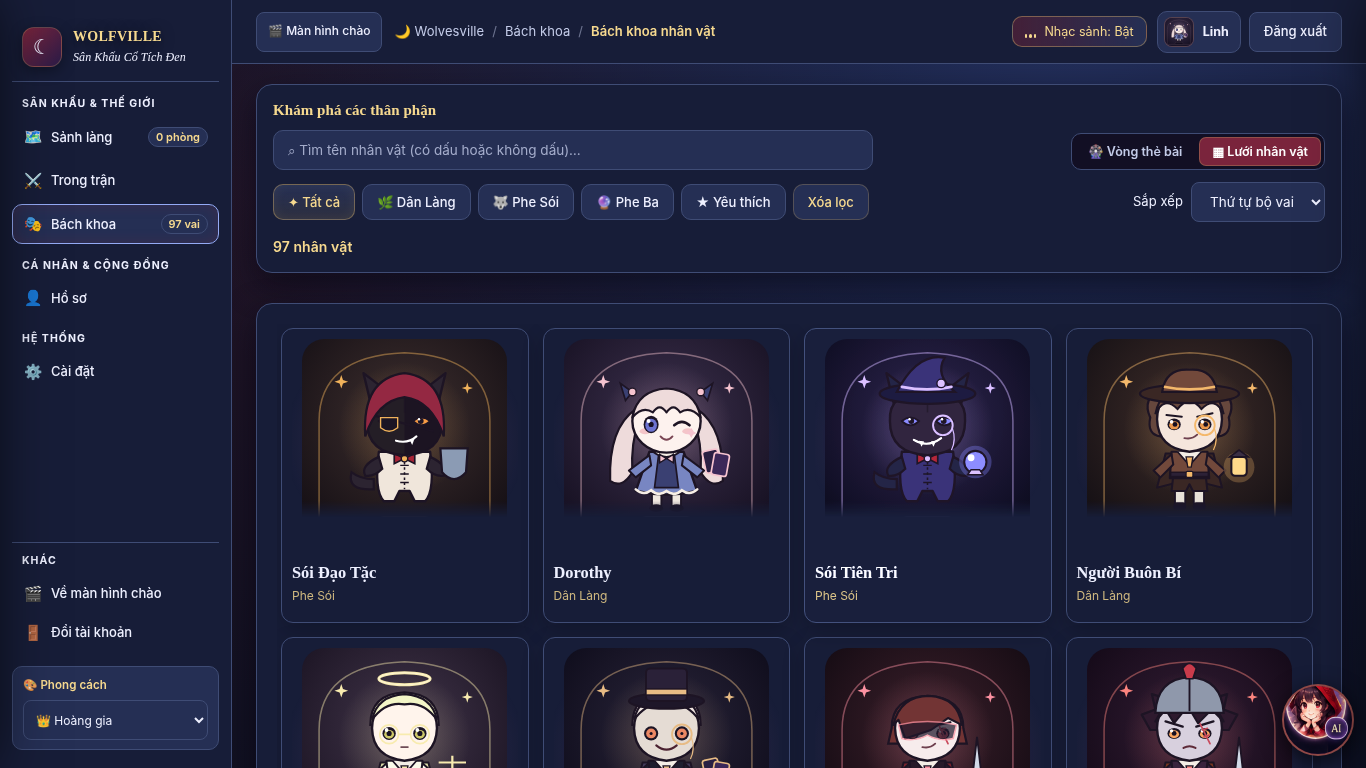 WOLFVILLE
Sân Khấu Cổ Tích Đen
SÂN KHẤU & THẾ GIỚI
Sảnh làng
0 phòng
Trong trận
Bách khoa
97 vai
CÁ NHÂN & CỘNG ĐỒNG
Hồ sơ
HỆ THỐNG
Cài đặt
KHÁC
Về màn hình chào
Đổi tài khoản
Phong cách
Hoàng gia
Màn hình chào
Wolvesville / Bách khoa / Bách khoa nhân vật
Nhạc sảnh: Bật
Linh
Đăng xuất
Khám phá các thân phận
Tìm tên nhân vật (có dấu hoặc không dấu)...
Vòng thẻ bài
Lưới nhân vật
Tất cả
Dân Làng
Phe Sói
Phe Ba
Yêu thích
Xóa lọc
Sắp xếp
Thứ tự bộ vai
97 nhân vật
Sói Đạo Tặc
Phe Sói
Dorothy
Dân Làng
Sói Tiên Tri
Phe Sói
Người Buôn Bí
Dân Làng
AI